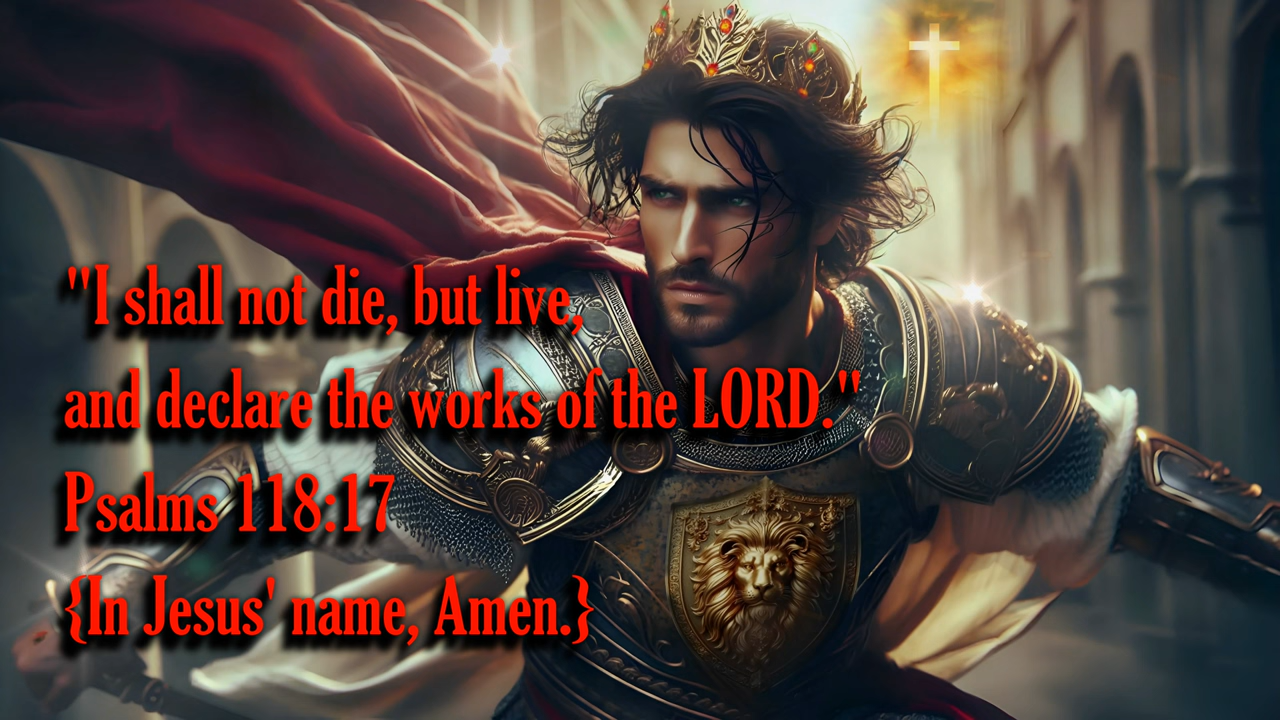 "I shall not die, but live,
and declare the works of the LORD."
Psalms 118:17
{In Jesus' name, Amen.}